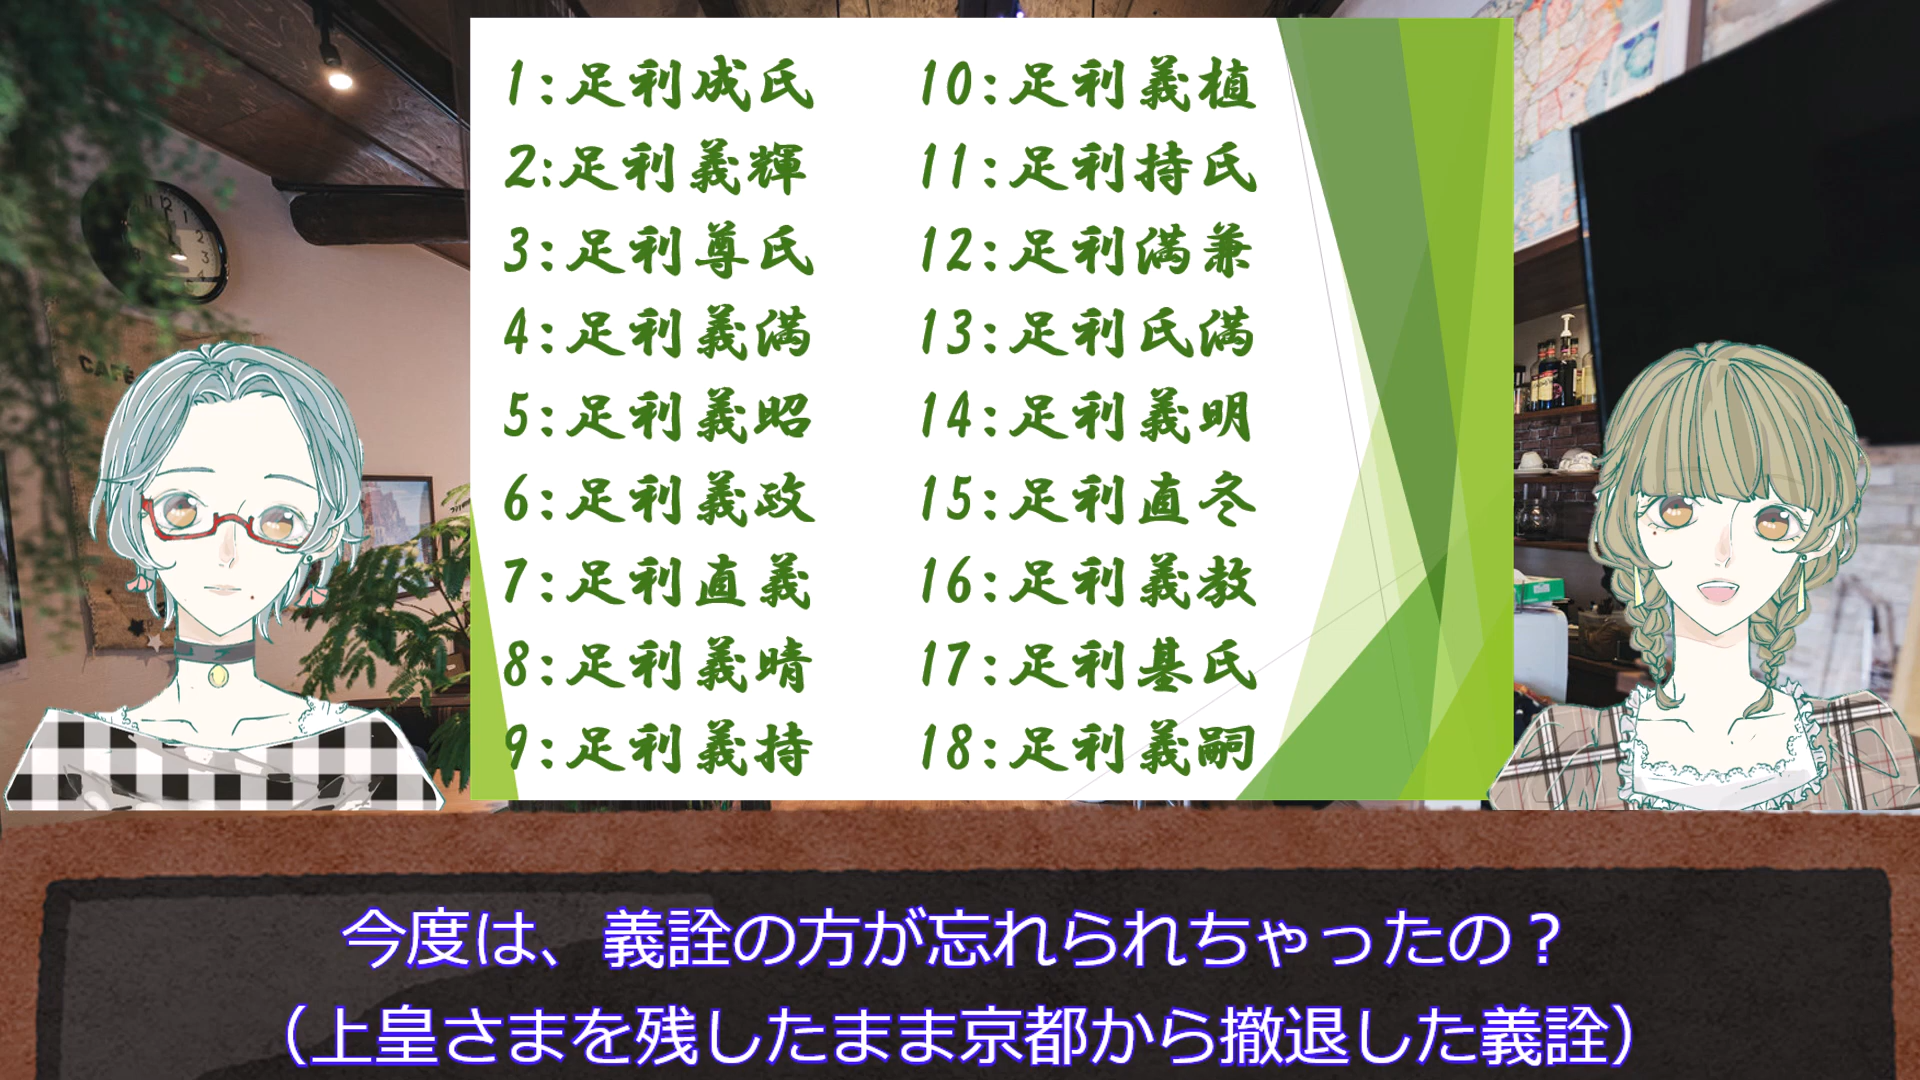 1:足利成氏
2:足利義輝
3:足利尊氏
4:足利義満
5:足利義昭
6:足利義政
7:足利直義
8:足利義晴
9:足利義持
10:足利義植
11:足利持氏
12:足利満兼
13:足利氏満
14:足利義明
15:足利直冬
16:足利義教
17:足利基氏
18:足利義嗣
CAFE
今度は、義詮の方が忘れられちゃったの？
（上皇さまを残したまま京都から撤退した義詮）